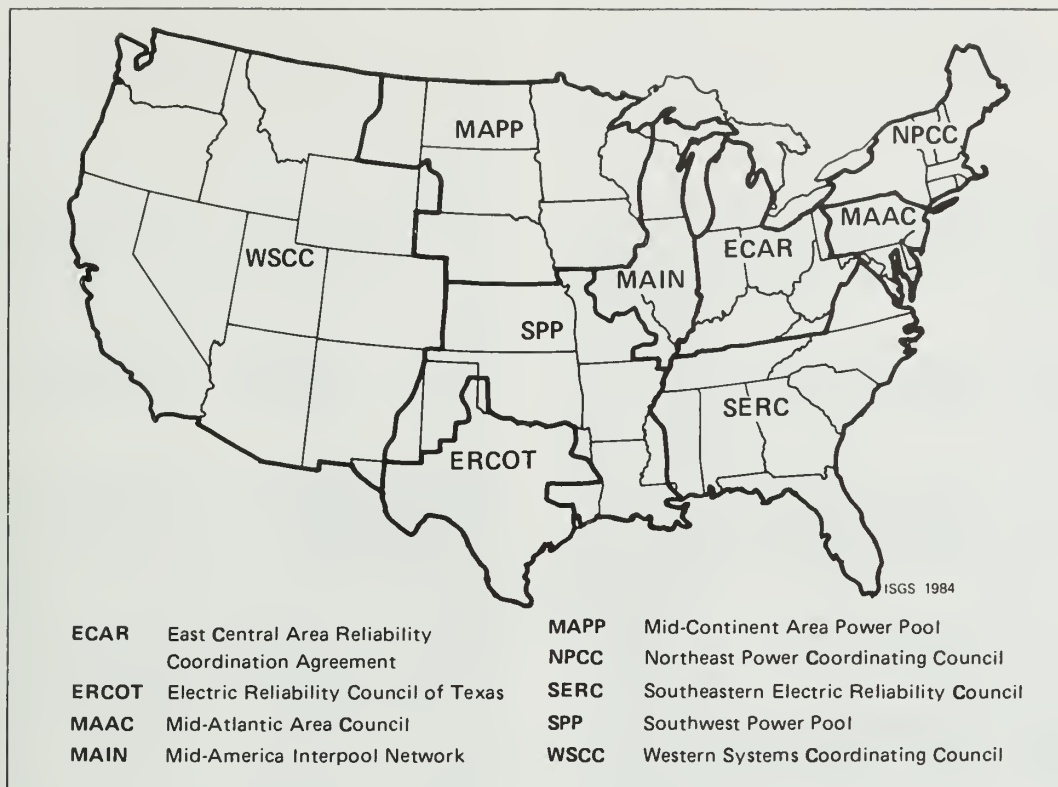 MAPP
NPCC
MAAC
ECAR
WSCC
MAIN
SPP
SERC
ERCOT
ISGS 1984
ECAR East Central Area Reliability
Coordination Agreement
ERCOT Electric Reliability Council of Texas
MAAC Mid-Atlantic Area Council
MAIN Mid-America Interpool Network
MAPP Mid-Continent Area Power Pool
NPCC Northeast Power Coordinating Council
SERC Southeastern Electric Reliability Council
SPP Southwest Power Pool
WSCC Western Systems Coordinating Council